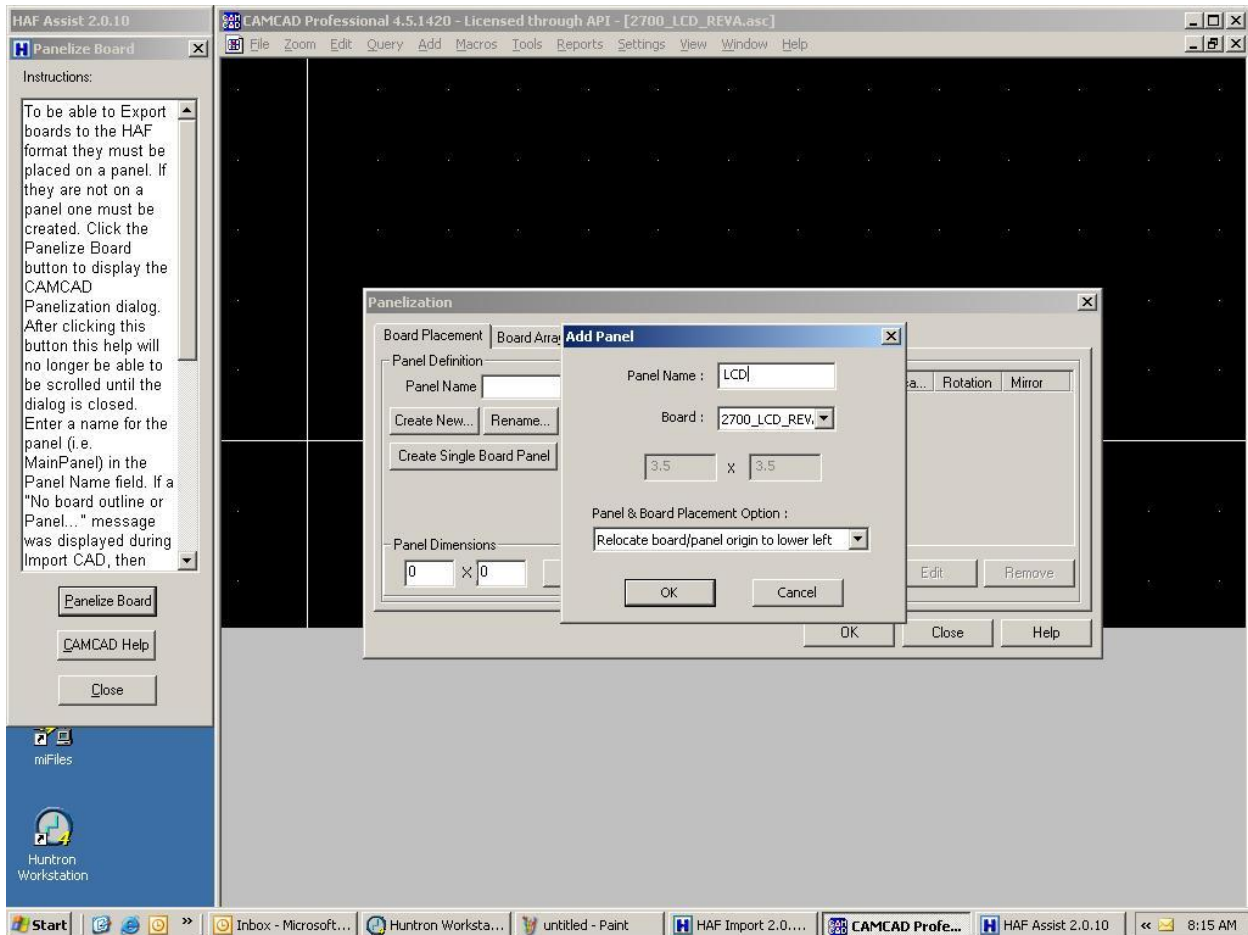 HAF Assist 2.0.10
Panelize Board
Instructions:
To be able to Export
boards to the HAF
format they must be
placed on a panel. If
they are not on a
panel one must be
created. Click the
Panelize Board
button to display the
CAMCAD
Panelization dialog.
After clicking this
button this help will
no longer be able to
be scrolled until the
dialog is closed.
Enter a name for the
panel (i.e.
MainPanel) in the
Panel Name field. If a
"No board outline or
Panel..." message
was displayed during
Import CAD, then
Panelize Board
CAMCAD Help
Close
miFiles
Huntron
Workstation
CAMCAD Professional 4.5.1420 - Licensed through API - [2700_LCD_REVA.asc]
File Zoom Edit Query Add Macros Tools Reports Settings View Window Help
Panelization
Board Placement
Board Array
Panel Definition
Panel Name
Create New...
Rename...
Create Single Board Panel
Panel Dimensions
0 X 0
Rotation
Mirror
Edit
Remove
OK
Close
Help
Add Panel
Panel Name : LCD
Board : 2700_LCD_REV
3.5 x 3.5
Panel & Board Placement Option :
Relocate board/panel origin to lower left
OK
Cancel
Start
Inbox - Microsoft...
Huntron Worksta...
untitled - Paint
HAF Import 2.0....
CAMCAD Profe...
HAF Assist 2.0.10
8:15 AM